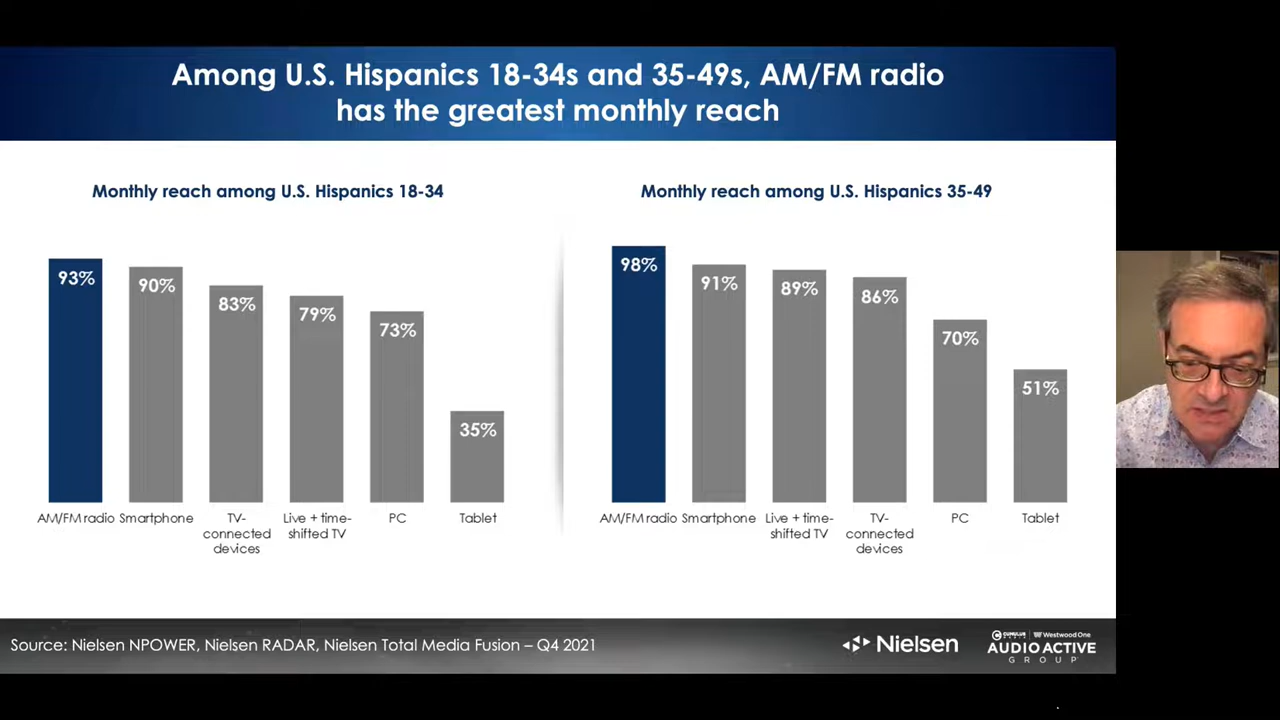 Among U.S. Hispanics 18-34s and 35-49s, AM/FM radio
has the greatest monthly reach
Monthly reach among U.S. Hispanics 18-34
93%
90%
83%
79%
73%
35%
AM/FM radio
Smartphone
TV-
connected
devices
Live + time-
shifted TV
PC
Tablet
Monthly reach among U.S. Hispanics 35-49
98%
91%
89%
86%
70%
51%
AM/FM radio
Smartphone
Live + time-
shifted TV
TV-
connected
devices
PC
Tablet
Source: Nielsen NPOWER, Nielsen RADAR, Nielsen Total Media Fusion – Q4 2021
Nielsen
CUMULUS
MEDIA
Westwood One
AUDIO ACTIVE
GROUP